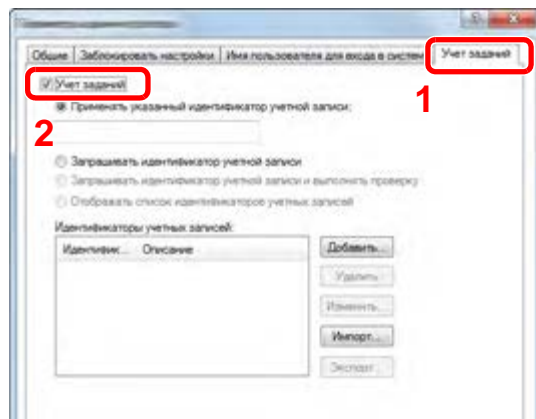 Общие Заблокировать настройки Имя пользователя для входа в систем Учет заданий
1
Учет заданий
Применять указанный идентификатор учетной записи:
2
Запрашивать идентификатор учетной записи
Запрашивать идентификатор учетной записи и выполнять проверку
Отображать список идентификаторов учетных записей
Идентификаторы учетных записей:
Идентифик... Описание
Добавить...
Удалить
Изменить...
Импорт...
Экспорт...